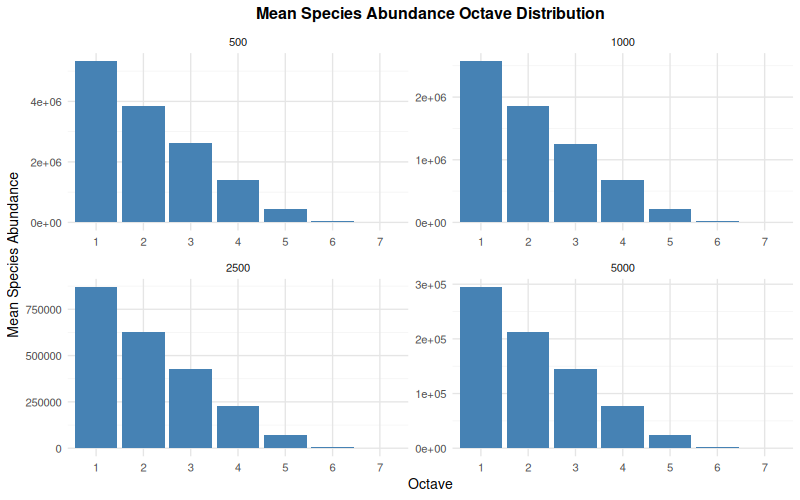 Mean Species Abundance Octave Distribution
500
1000
4e+06
2e+06
0e+00
1 2 3 4 5 6 7
2e+06
1e+06
0e+00
1 2 3 4 5 6 7
Mean Species Abundance
2500
5000
750000
500000
250000
0
1 2 3 4 5 6 7
3e+05
2e+05
1e+05
0e+00
1 2 3 4 5 6 7
Octave